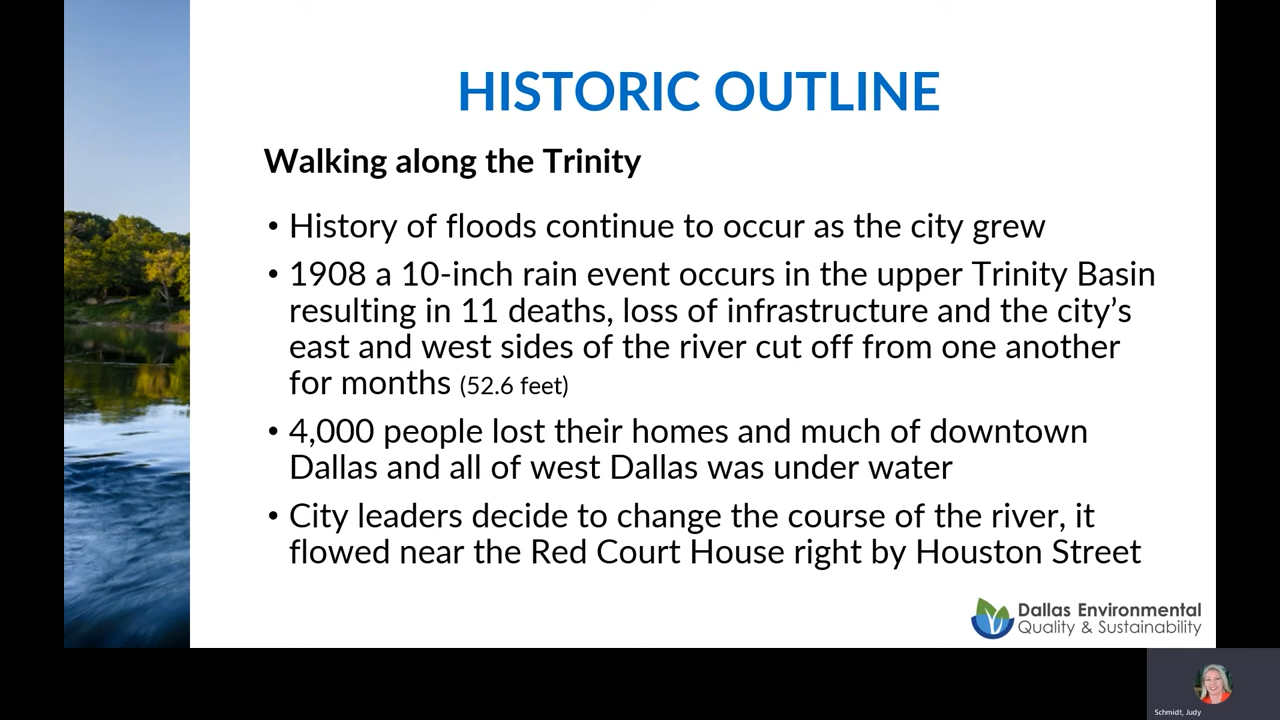 HISTORIC OUTLINE
Walking along the Trinity
• History of floods continue to occur as the city grew
• 1908 a 10-inch rain event occurs in the upper Trinity Basin
resulting in 11 deaths, loss of infrastructure and the city’s
east and west sides of the river cut off from one another
for months (52.6 feet)
• 4,000 people lost their homes and much of downtown
Dallas and all of west Dallas was under water
• City leaders decide to change the course of the river, it
flowed near the Red Court House right by Houston Street
Dallas Environmental
Quality & Sustainability
Schmidt, Judy